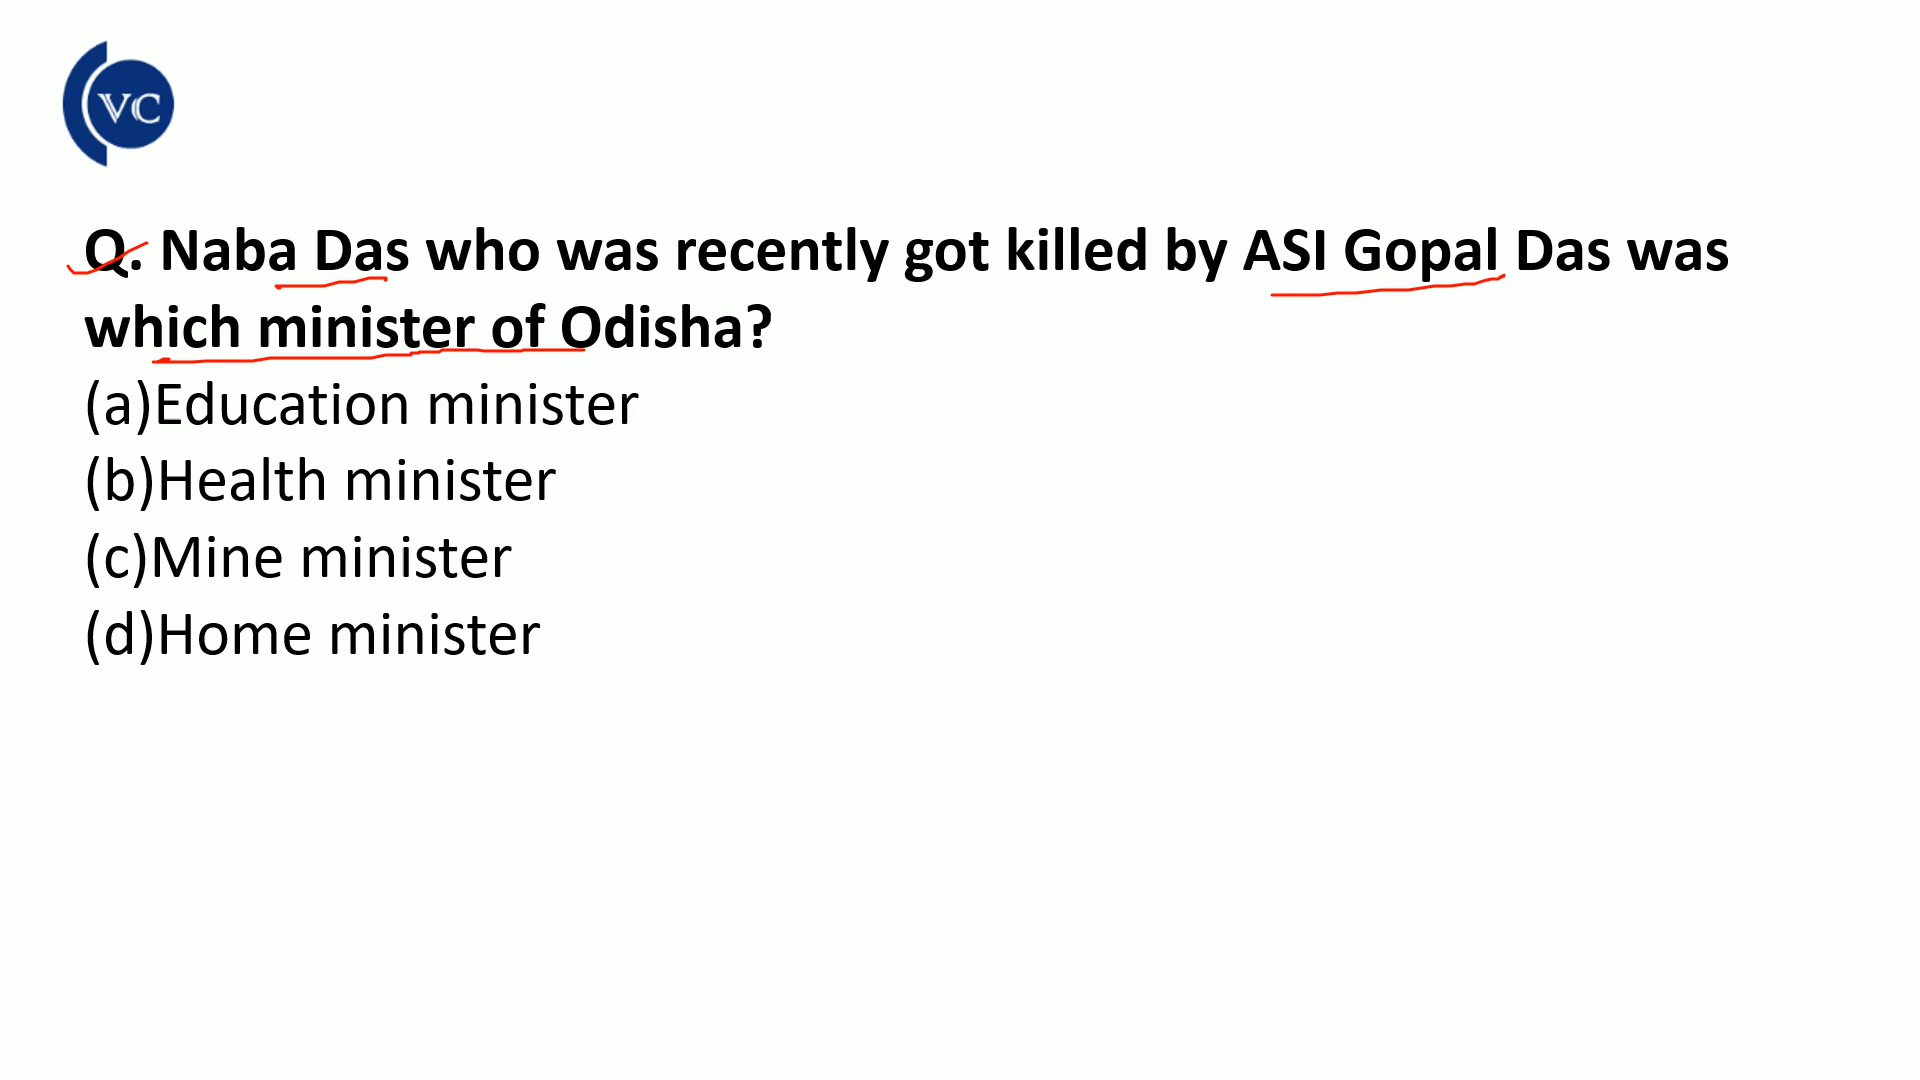 VC
Q. Naba Das who was recently got killed by ASI Gopal Das was
which minister of Odisha?
(a)Education minister
(b)Health minister
(c)Mine minister
(d)Home minister